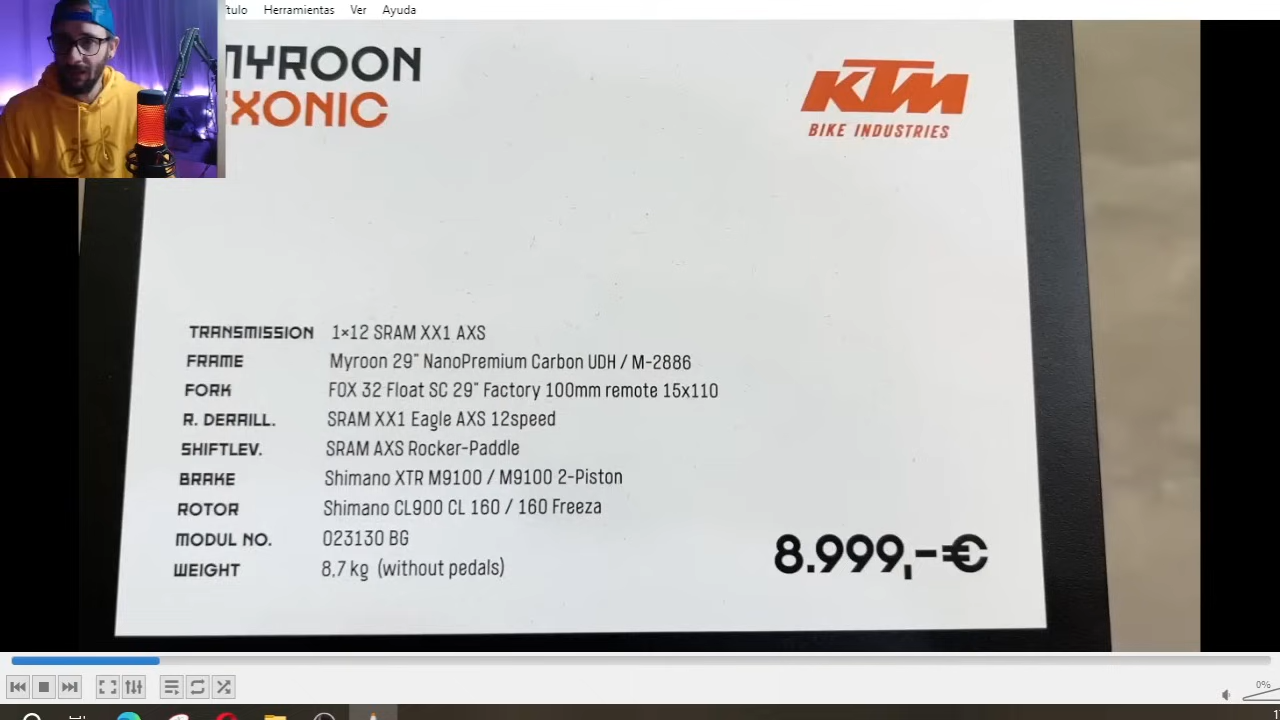 Herramientas Ver Ayuda
MYROON
EXONIC
KTM
BIKE INDUSTRIES
TRANSMISSION 1×12 SRAM XX1 AXS
FRAME Myroon 29" NanoPremium Carbon UDH / M-2886
FORK FOX 32 Float SC 29" Factory 100mm remote 15x110
R. DERAILL. SRAM XX1 Eagle AXS 12speed
SHIFTLEV. SRAM AXS Rocker-Paddle
BRAKE Shimano XTR M9100 / M9100 2-Piston
ROTOR Shimano CL900 CL 160 / 160 Freeza
MODUL NO. 023130 BG
WEIGHT 8,7 kg (without pedals)
8.999,-€
0%